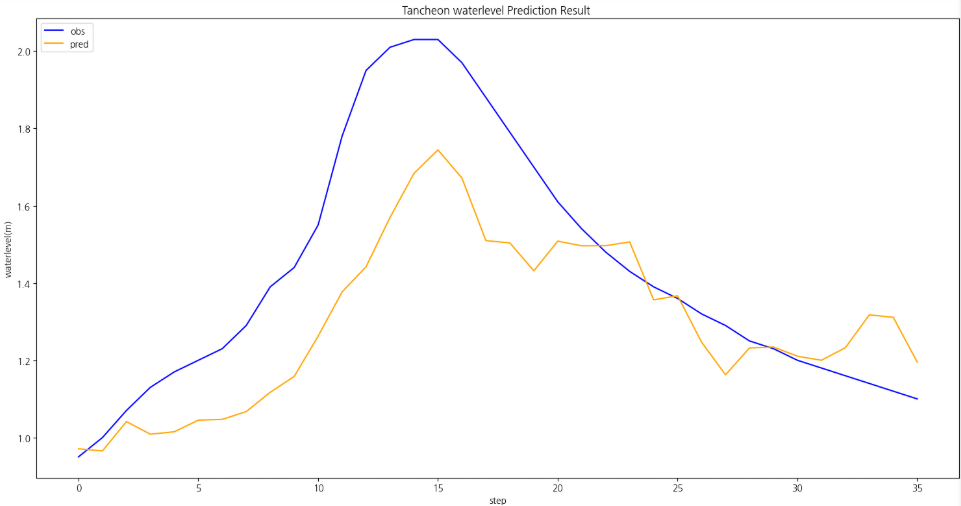 Tancheon waterlevel Prediction Result
obs
pred
2.0
1.8
1.6
1.4
1.2
1.0
waterlevel(m)
0 5 10 15 20 25 30 35
step